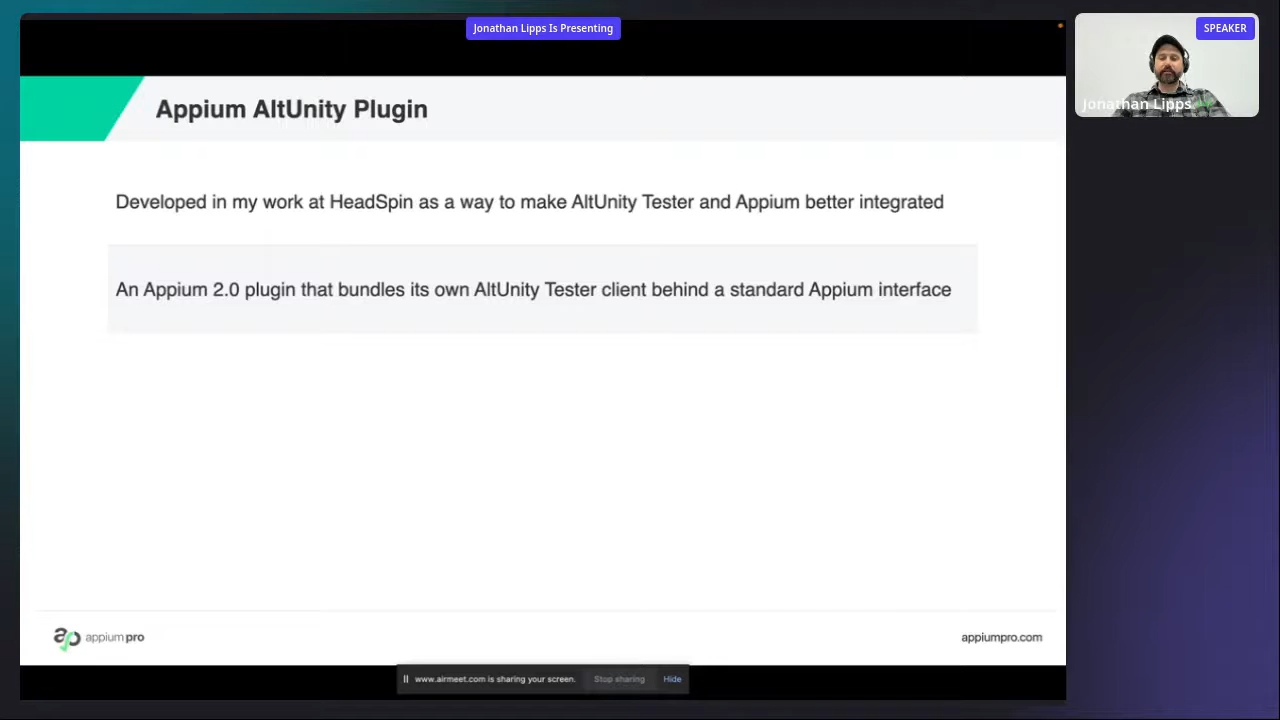 Jonathan Lipps Is Presenting
SPEAKER
Jonathan Lipps
Appium AltUnity Plugin
Developed in my work at HeadSpin as a way to make AltUnity Tester and Appium better integrated
An Appium 2.0 plugin that bundles its own AltUnity Tester client behind a standard Appium interface
appium pro
appiumpro.com
www.airmeet.com is sharing your screen. Stop sharing Hide